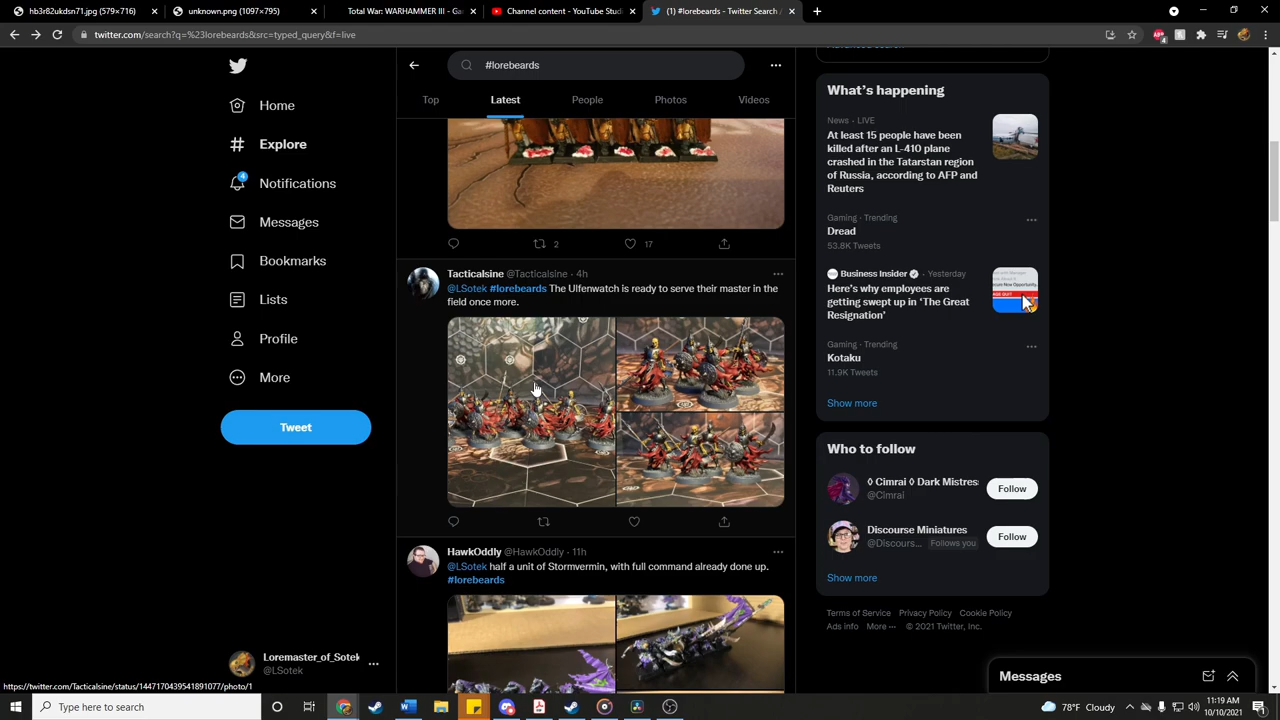 hb3r82ukdsn71.jpg (579×716)
unknown.png (1097×795)
Total War: WARHAMMER III - Ga
Channel content - YouTube Stud
(1) #lorebeards - Twitter Search /
twitter.com/search?q=%23lorebeards&src=typed_query&f=live
#lorebeards
Top
Latest
People
Photos
Videos
Home
Explore
4
Notifications
Messages
Bookmarks
Lists
Profile
More
Tweet
2
17
Tacticalsine @Tacticalsine · 4h
@LSotek #lorebeards The Ulfenwatch is ready to serve their master in the
field once more.
HawkOddly @HawkOddly · 11h
@LSotek half a unit of Stormvermin, with full command already done up.
#lorebeards
What's happening
News · LIVE
At least 15 people have been
killed after an L-410 plane
crashed in the Tatarstan region
of Russia, according to AFP and
Reuters
Gaming · Trending
Dread
53.8K Tweets
Business Insider · Yesterday
Here's why employees are
getting swept up in 'The Great
Resignation'
Gaming · Trending
Kotaku
11.9K Tweets
Show more
Who to follow
◊ Cimrai ◊ Dark Mistres
@Cimrai
Follow
Discourse Miniatures
@Discours... Follows you
Follow
Show more
Terms of Service Privacy Policy Cookie Policy
Ads info More ··· © 2021 Twitter, Inc.
Messages
Loremaster_of_Sotek
@LSotek
https://twitter.com/Tacticalsine/status/1447170439541891077/photo/1
Type here to search
78°F Cloudy
11:19 AM
10/10/2021